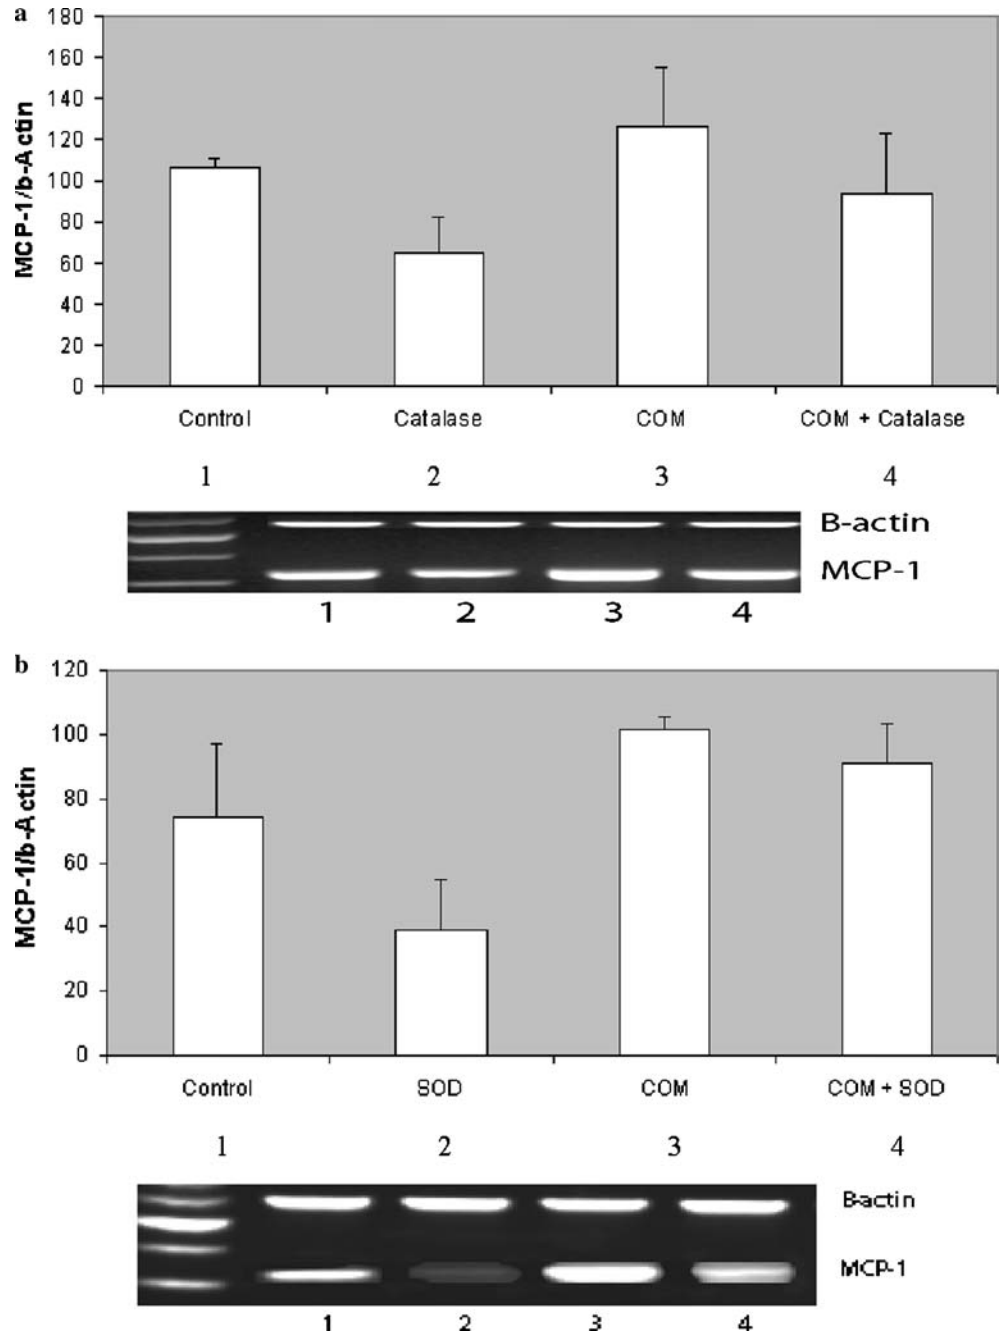 a
MCP-1/b-Actin
180
160
140
120
100
80
60
40
20
0
Control Catalase COM COM + Catalase
1 2 3 4
B-actin
MCP-1
1 2 3 4
b
MCP-1/b-Actin
120
100
80
60
40
20
0
Control SOD COM COM + SOD
1 2 3 4
B-actin
MCP-1
1 2 3 4